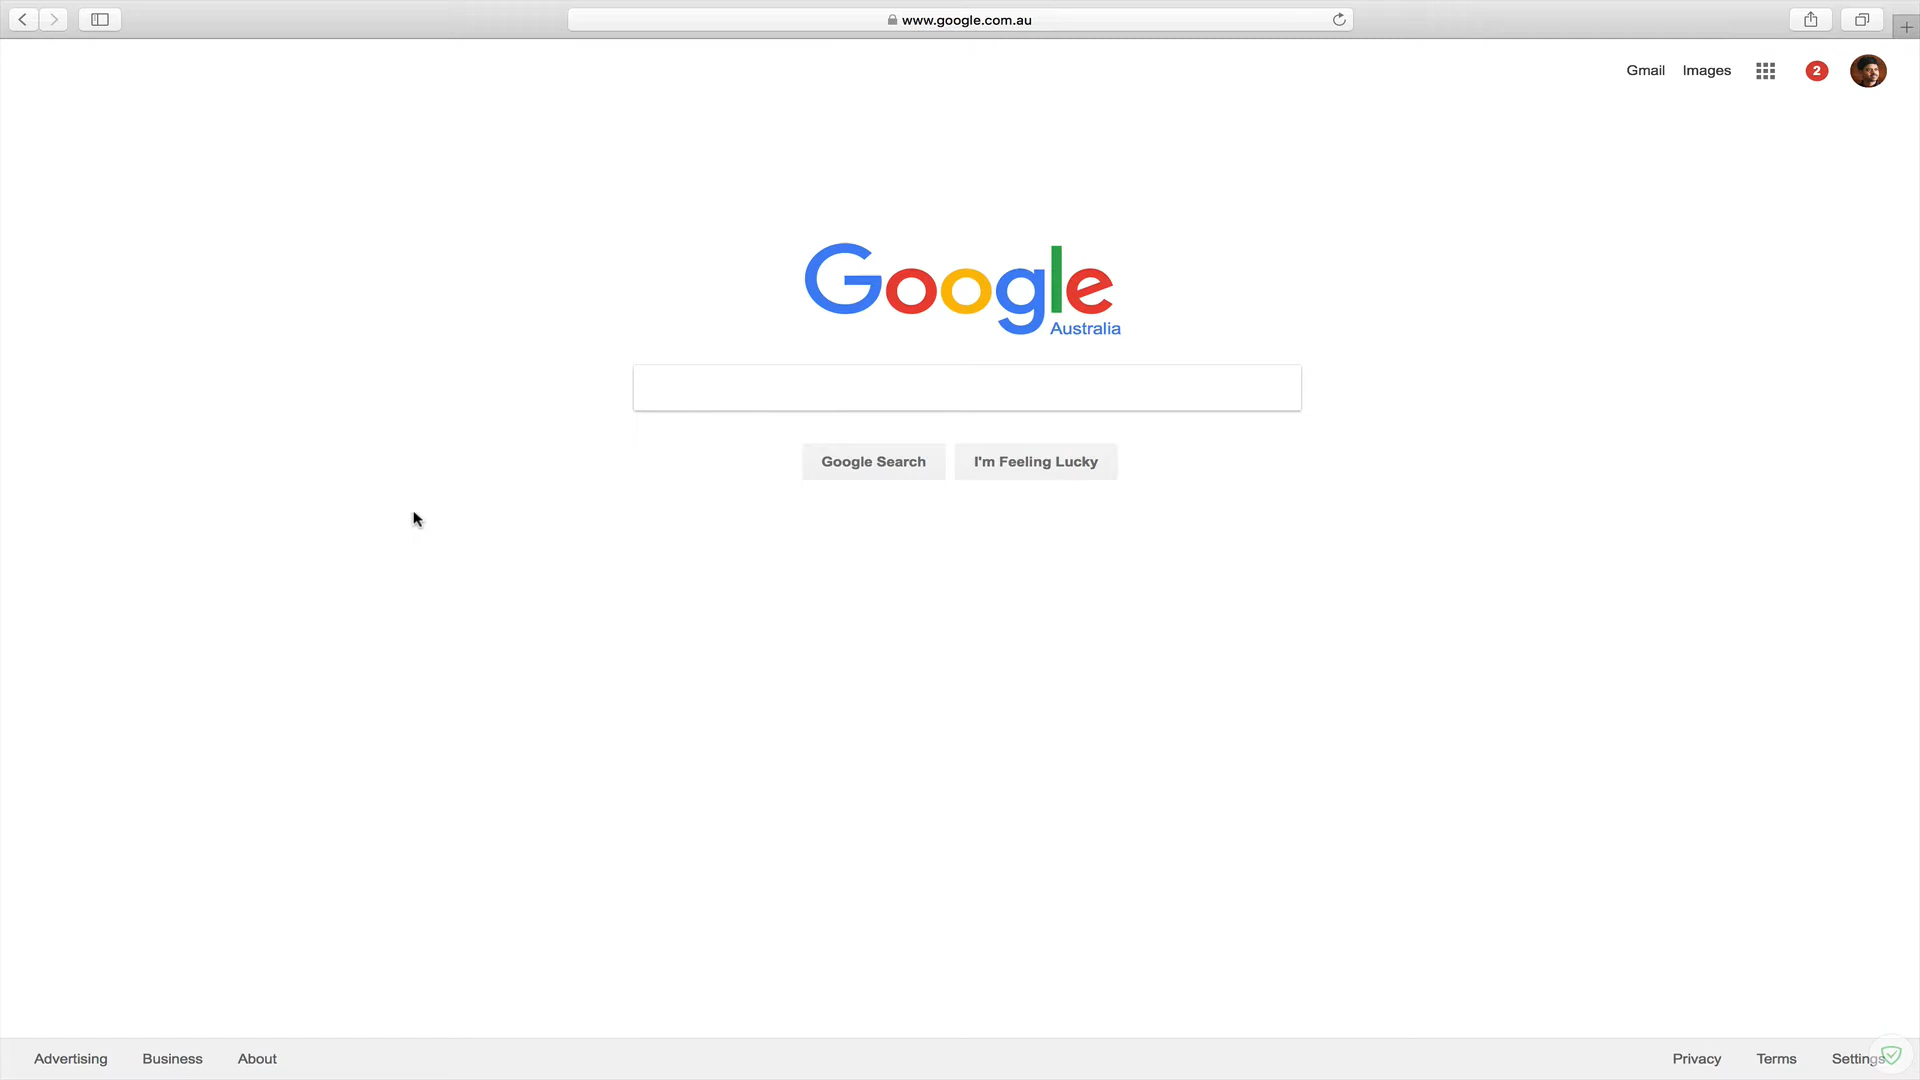 www.google.com.au
Gmail Images 2
Google
Australia
Google Search I'm Feeling Lucky
Advertising Business About Privacy Terms Settings